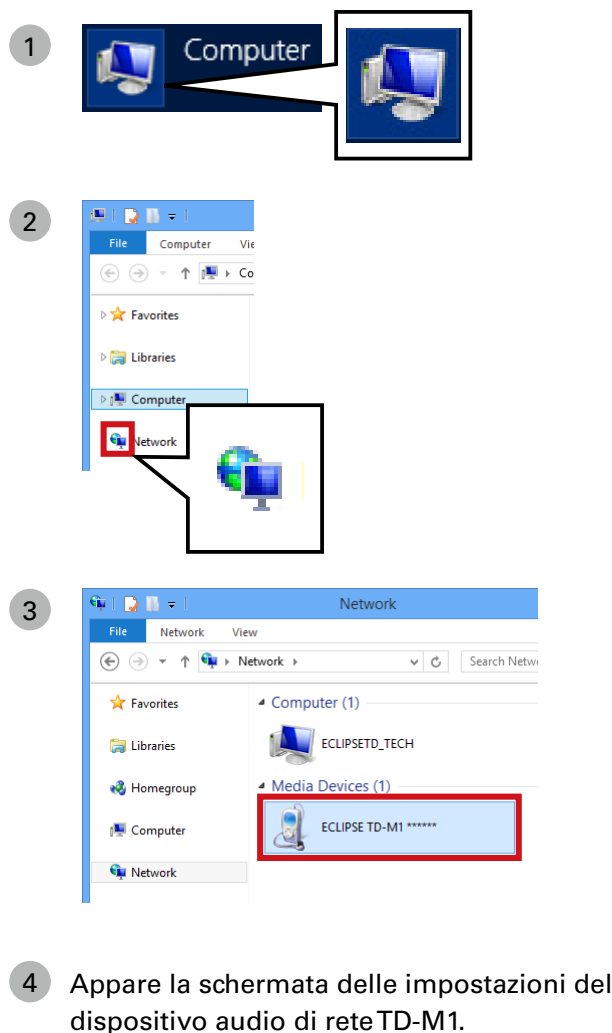 1
Computer
2
File Computer Vie
Co
Favorites
Libraries
Computer
Network
3
Network
File Network View
Network Search Netw
Favorites
Computer (1)
Libraries
ECLIPSETD_TECH
Homegroup
Media Devices (1)
Computer
ECLIPSE TD-M1 ******
Network
4 Appare la schermata delle impostazioni del
dispositivo audio di rete TD-M1.